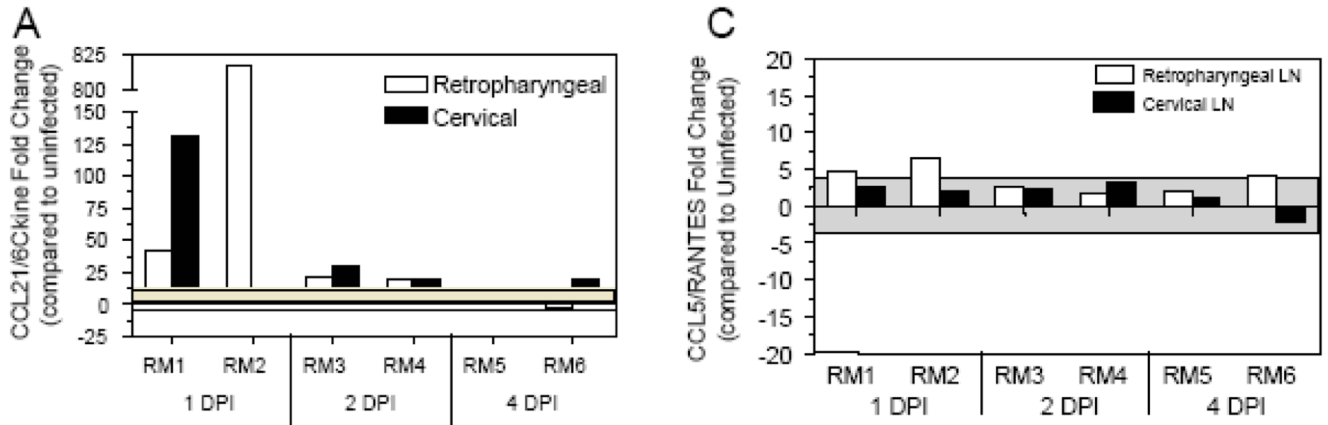 A
CCL21/6Ckine Fold Change
(compared to uninfected)
825
800
150
125
100
75
50
25
0
-25
Retropharyngeal
Cervical
RM1 RM2 RM3 RM4 RM5 RM6
1 DPI 2 DPI 4 DPI
C
CCL5/RANTES Fold Change
(compared to Uninfected)
20
15
10
5
0
-5
-10
-15
-20
Retropharyngeal LN
Cervical LN
RM1 RM2 RM3 RM4 RM5 RM6
1 DPI 2 DPI 4 DPI